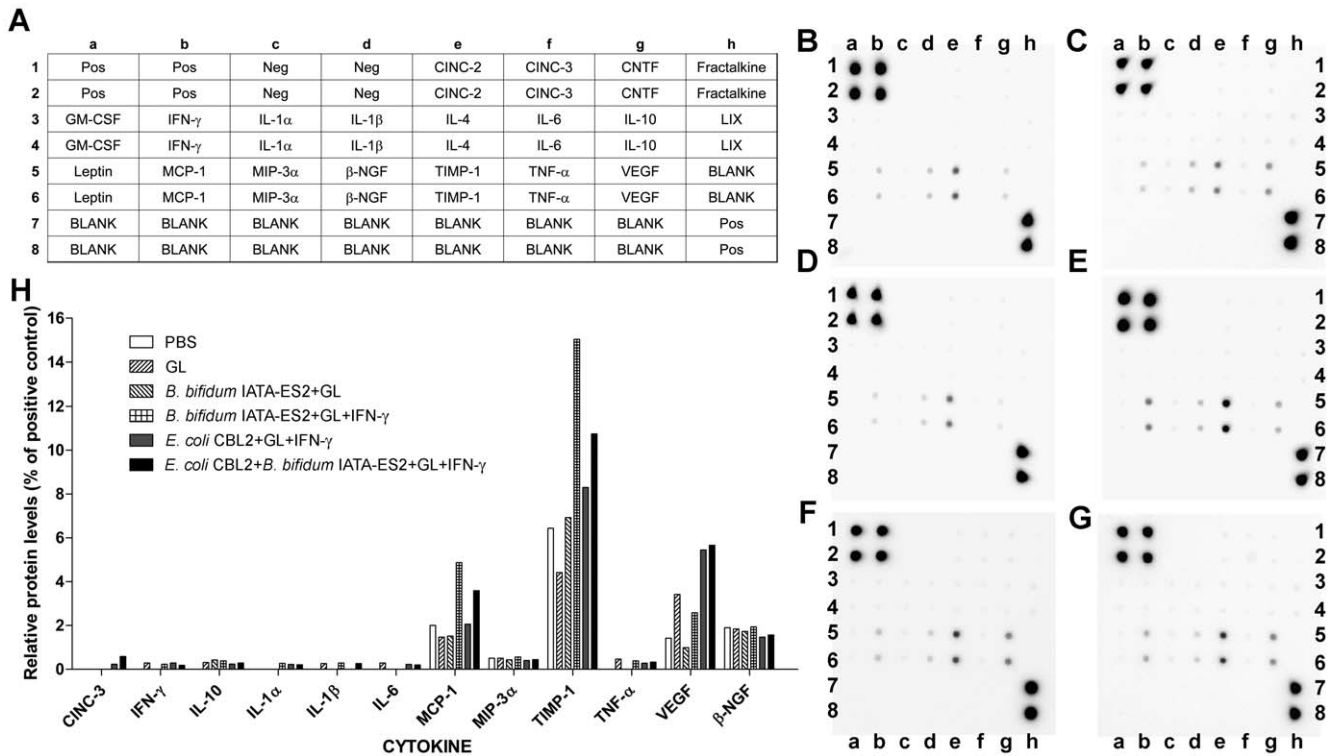 A
a b c d e f g h
1 Pos Pos Neg Neg CINC-2 CINC-3 CNTF Fractalkine
2 Pos Pos Neg Neg CINC-2 CINC-3 CNTF Fractalkine
3 GM-CSF IFN-γ IL-1α IL-1β IL-4 IL-6 IL-10 LIX
4 GM-CSF IFN-γ IL-1α IL-1β IL-4 IL-6 IL-10 LIX
5 Leptin MCP-1 MIP-3α β-NGF TIMP-1 TNF-α VEGF BLANK
6 Leptin MCP-1 MIP-3α β-NGF TIMP-1 TNF-α VEGF BLANK
7 BLANK BLANK BLANK BLANK BLANK BLANK BLANK Pos
8 BLANK BLANK BLANK BLANK BLANK BLANK BLANK Pos
B
a b c d e f g h
1
2
3
4
5
6
7
8
C
a b c d e f g h
1
2
3
4
5
6
7
8
D
1
2
3
4
5
6
7
8
E
1
2
3
4
5
6
7
8
F
1
2
3
4
5
6
7
8
a b c d e f g h
G
1
2
3
4
5
6
7
8
a b c d e f g h
H
Relative protein levels (% of positive control)
16
14
12
10
8
6
4
2
0
PBS
GL
B. bifidum IATA-ES2+GL
B. bifidum IATA-ES2+GL+IFN-γ
E. coli CBL2+GL+IFN-γ
E. coli CBL2+B. bifidum IATA-ES2+GL+IFN-γ
CINC-3
IFN-γ
IL-10
IL-1α
IL-1β
IL-6
MCP-1
MIP-3α
TIMP-1
TNF-α
VEGF
β-NGF
CYTOKINE